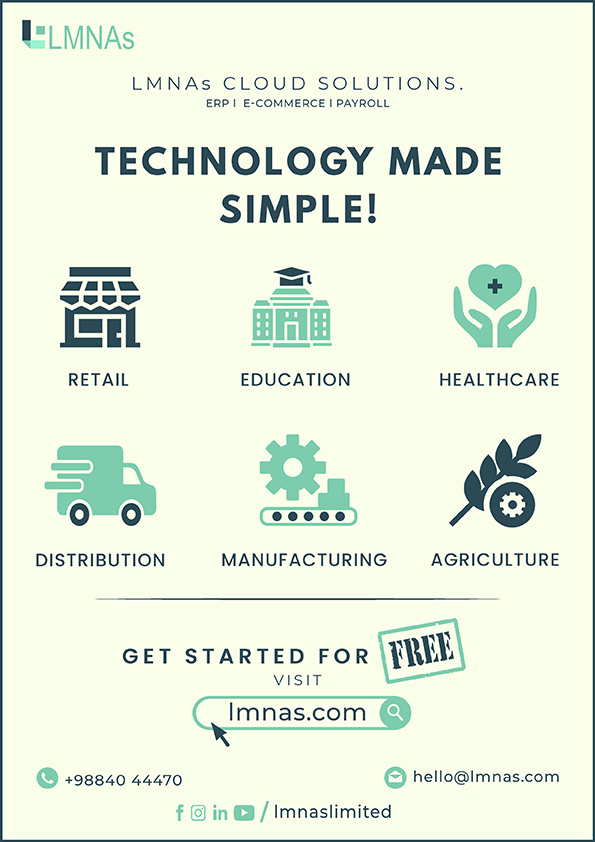 LMNAs
LMNAs CLOUD SOLUTIONS.
ERP | E-COMMERCE | PAYROLL
TECHNOLOGY MADE
SIMPLE!
RETAIL
EDUCATION
HEALTHCARE
DISTRIBUTION
MANUFACTURING
AGRICULTURE
GET STARTED FOR FREE
VISIT
lmnas.com
+98840 44470
hello@lmnas.com
f in / lmnaslimited